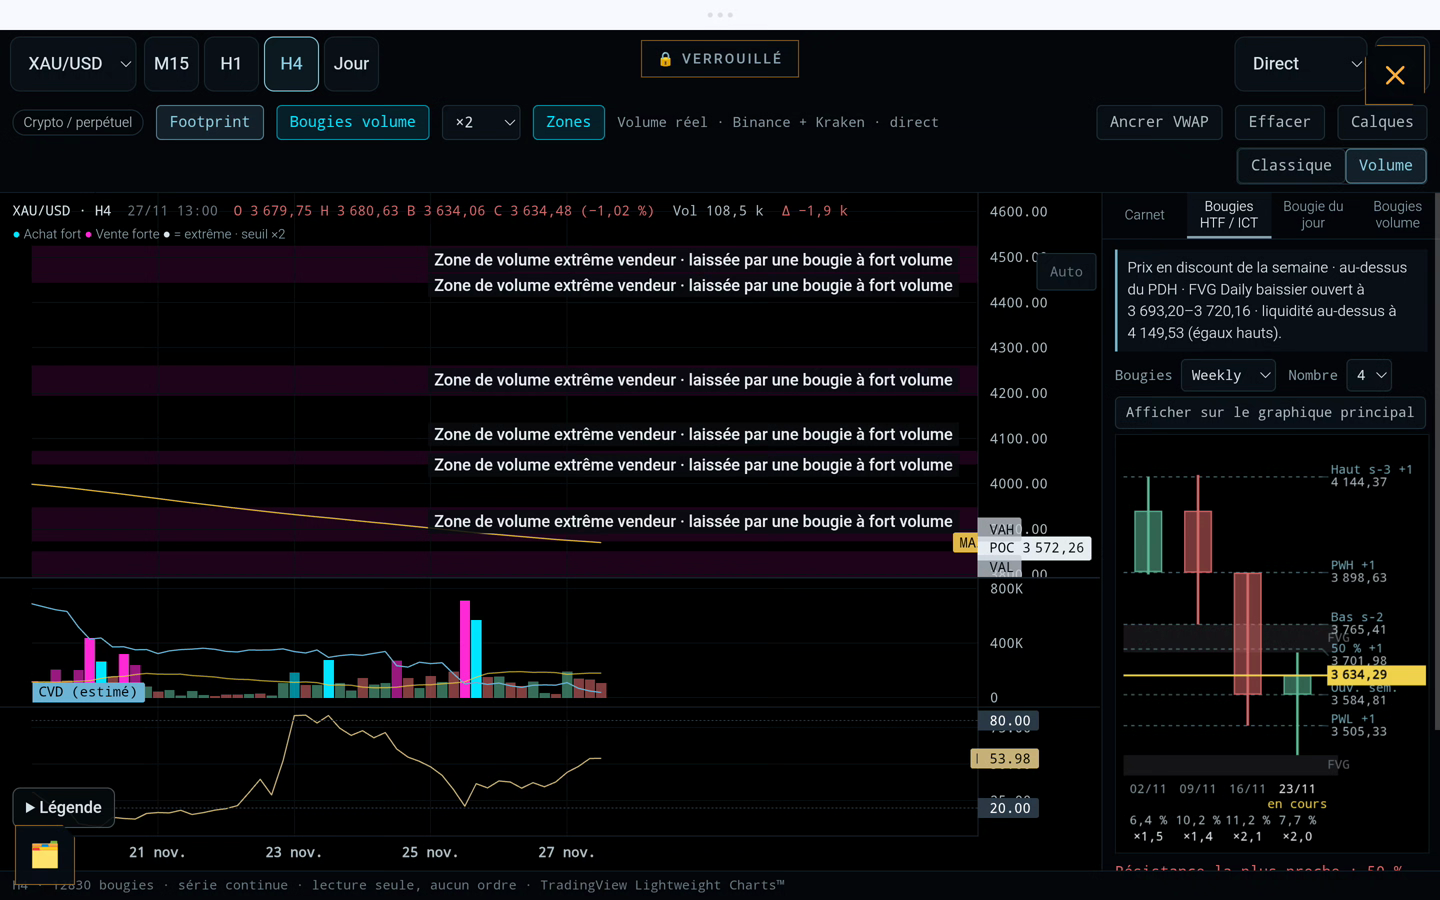 XAU/USD M15 H1 H4 Jour 🔒 VERROUILLÉ Direct
Crypto / perpétuel Footprint Bougies volume ×2 Zones Volume réel · Binance + Kraken · direct Ancrer VWAP Effacer Calques
Classique Volume
XAU/USD · H4 27/11 13:00 O 3 679,75 H 3 680,63 B 3 634,06 C 3 634,48 (−1,02 %) Vol 108,5 k Δ −1,9 k
● Achat fort ● Vente forte ● = extrême · seuil ×2
Zone de volume extrême vendeur · laissée par une bougie à fort volume
Zone de volume extrême vendeur · laissée par une bougie à fort volume
Zone de volume extrême vendeur · laissée par une bougie à fort volume
Zone de volume extrême vendeur · laissée par une bougie à fort volume
Zone de volume extrême vendeur · laissée par une bougie à fort volume
Zone de volume extrême vendeur · laissée par une bougie à fort volume
4600.00
4500.
Auto
4400.00
4300.00
4200.00
4100.00
4000.00
VAH
MA POC 3 572,26
VAL
800K
400K
0
CVD (estimé)
80.00
53.98
20.00
▶ Légende
21 nov. 23 nov. 25 nov. 27 nov.
Carnet
Bougies HTF / ICT
Bougie du jour
Bougies volume
Prix en discount de la semaine · au-dessus
du PDH · FVG Daily baissier ouvert à
3 693,20–3 720,16 · liquidité au-dessus à
4 149,53 (égaux hauts).
Bougies Weekly Nombre 4
Afficher sur le graphique principal
Haut s-3 +1
4 144,37
PWH +1
3 898,63
Bas s-2
3 765,41
FVG
50 % +1
3 701,98
3 634,29
Ouv. sem.
3 584,81
PWL +1
3 505,33
FVG
02/11 09/11 16/11 23/11
en cours
6,4 % 10,2 % 11,2 % 7,7 %
×1,5 ×1,4 ×2,1 ×2,0
Résistance la plus proche : 50 %
H4 · 12830 bougies · série continue · lecture seule, aucun ordre · TradingView Lightweight Charts™